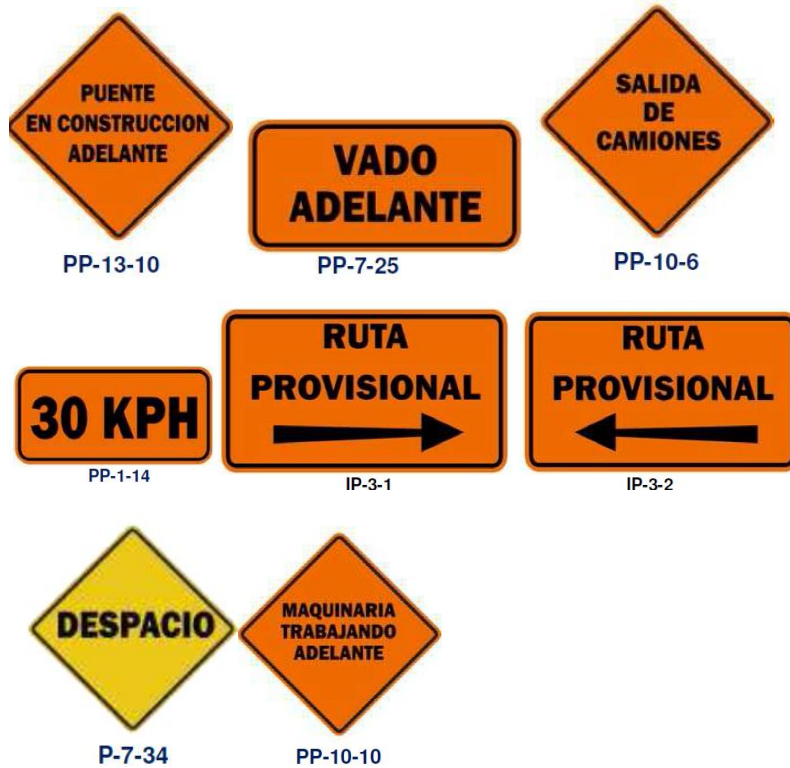 PUENTE
EN CONSTRUCCION
ADELANTE
PP-13-10
VADO
ADELANTE
PP-7-25
SALIDA
DE
CAMIONES
PP-10-6
30 KPH
PP-1-14
RUTA
PROVISIONAL
IP-3-1
RUTA
PROVISIONAL
IP-3-2
DESPACIO
P-7-34
MAQUINARIA
TRABAJANDO
ADELANTE
PP-10-10